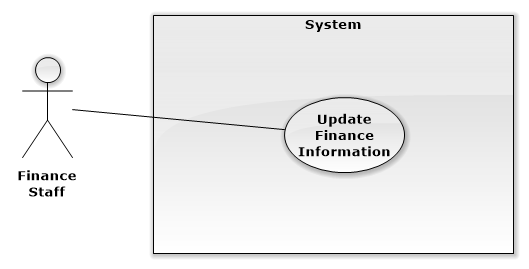 System
Update
Finance
Information
Finance
Staff